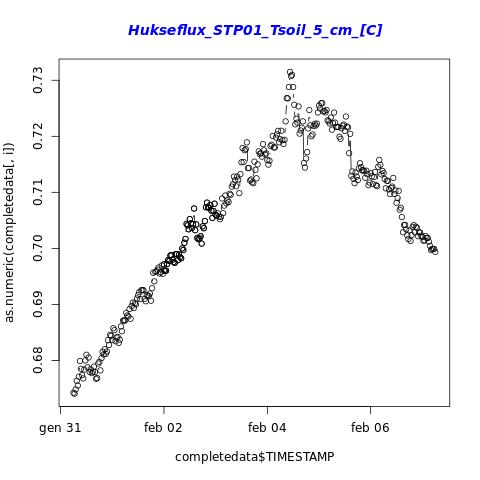 Hukseflux_STP01_Tsoil_5_cm_[C]
as.numeric(completedata[, i])
0.73
0.72
0.71
0.70
0.69
0.68
gen 31
feb 02
feb 04
feb 06
completedata$TIMESTAMP